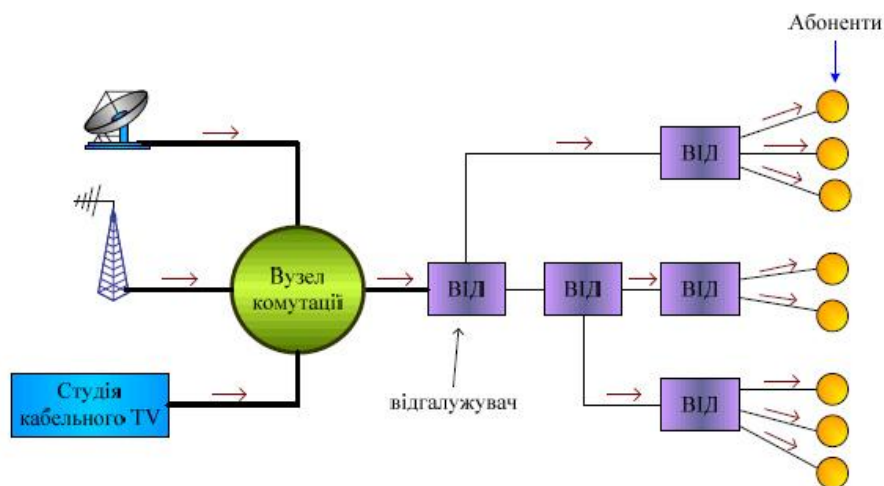 Абоненти
ВІД
Вузел
комутації
ВІД
ВІД
ВІД
Студія
кабельного TV
відгалужувач
ВІД